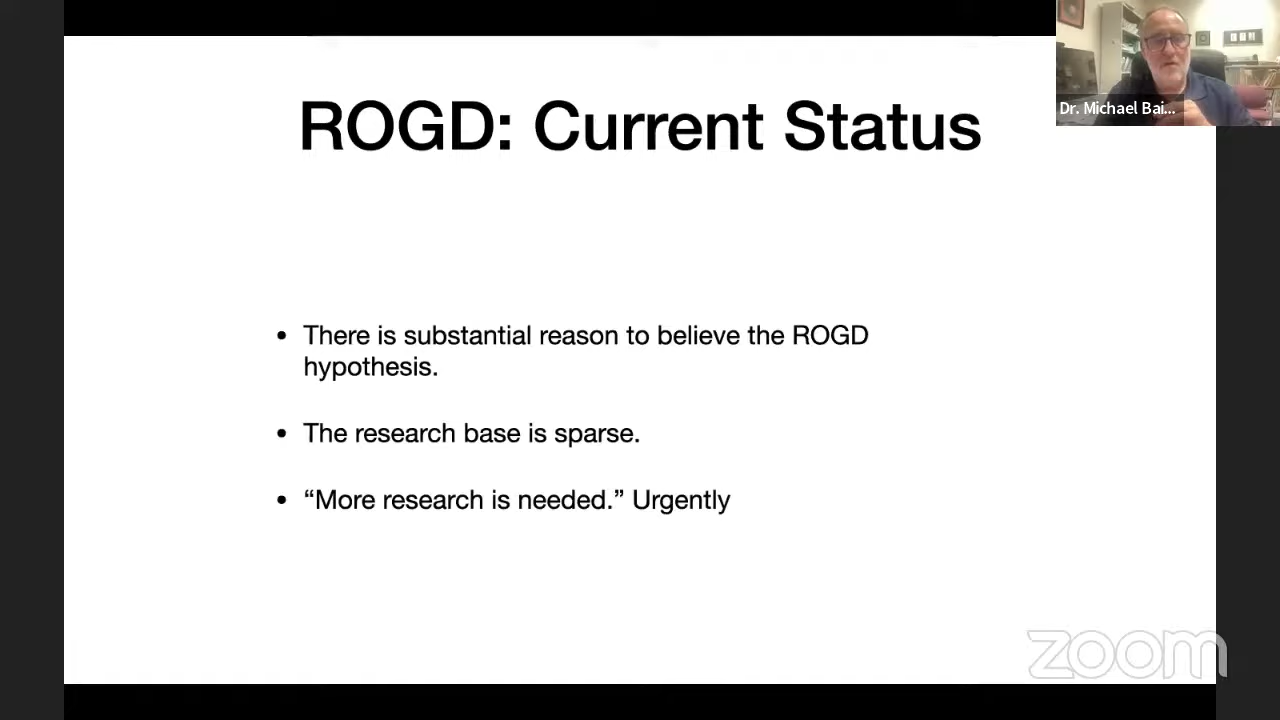 ROGD: Current Status
Dr. Michael Bai...
• There is substantial reason to believe the ROGD
hypothesis.
• The research base is sparse.
• “More research is needed.” Urgently
zoom